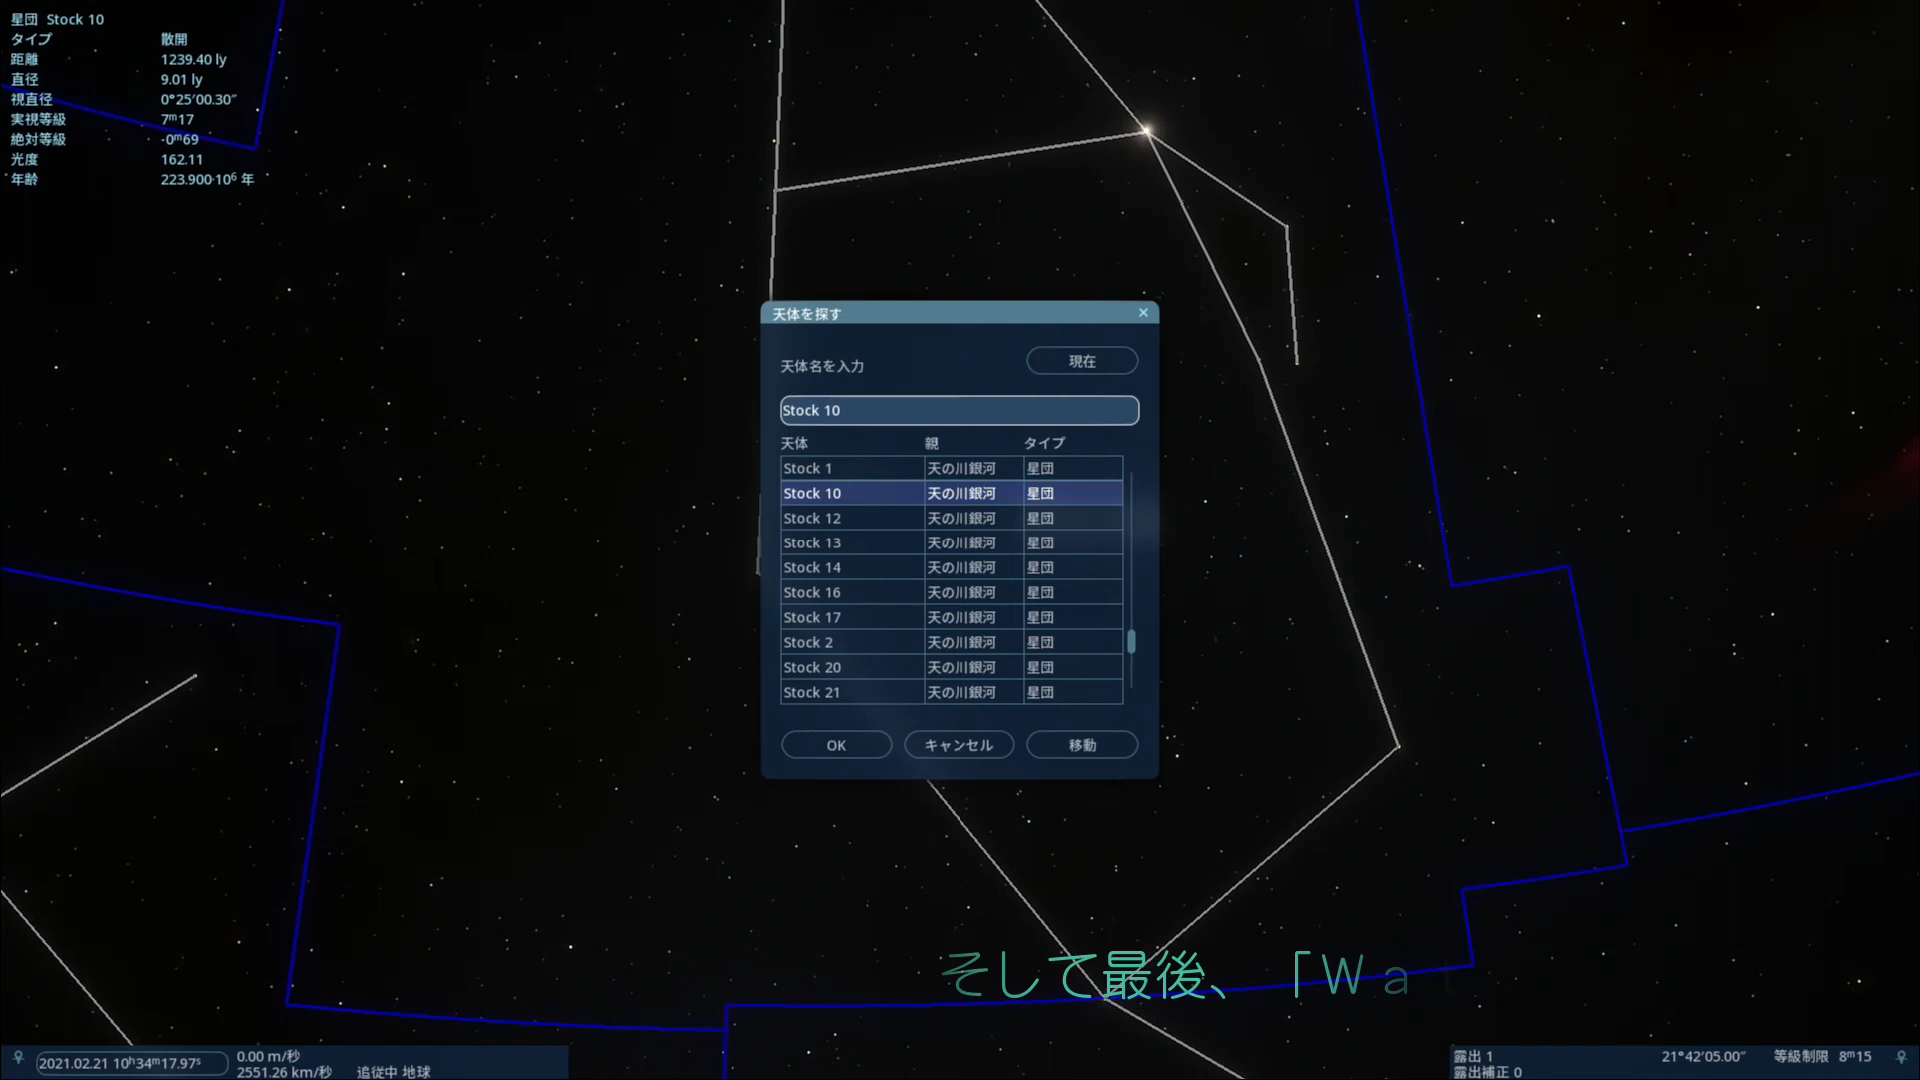 星団 Stock 10
タイプ 散開
距離 1239.40 ly
直径 9.01 ly
視直径 0°25′00.30″
実視等級 7ᵐ17
絶対等級 -0ᵐ69
光度 162.11
年齢 223.900·10⁶ 年
天体を探す ×
天体名を入力 現在
Stock 10
天体 親 タイプ
Stock 1 天の川銀河 星団
Stock 10 天の川銀河 星団
Stock 12 天の川銀河 星団
Stock 13 天の川銀河 星団
Stock 14 天の川銀河 星団
Stock 16 天の川銀河 星団
Stock 17 天の川銀河 星団
Stock 2 天の川銀河 星団
Stock 20 天の川銀河 星団
Stock 21 天の川銀河 星団
OK キャンセル 移動
そして最後、「Wat
2021.02.21 10ʰ34ᵐ17.97ˢ
0.00 m/秒
2551.26 km/秒 追従中 地球
露出 1 21°42′05.00″ 等級制限 8ᵐ15
露出補正 0